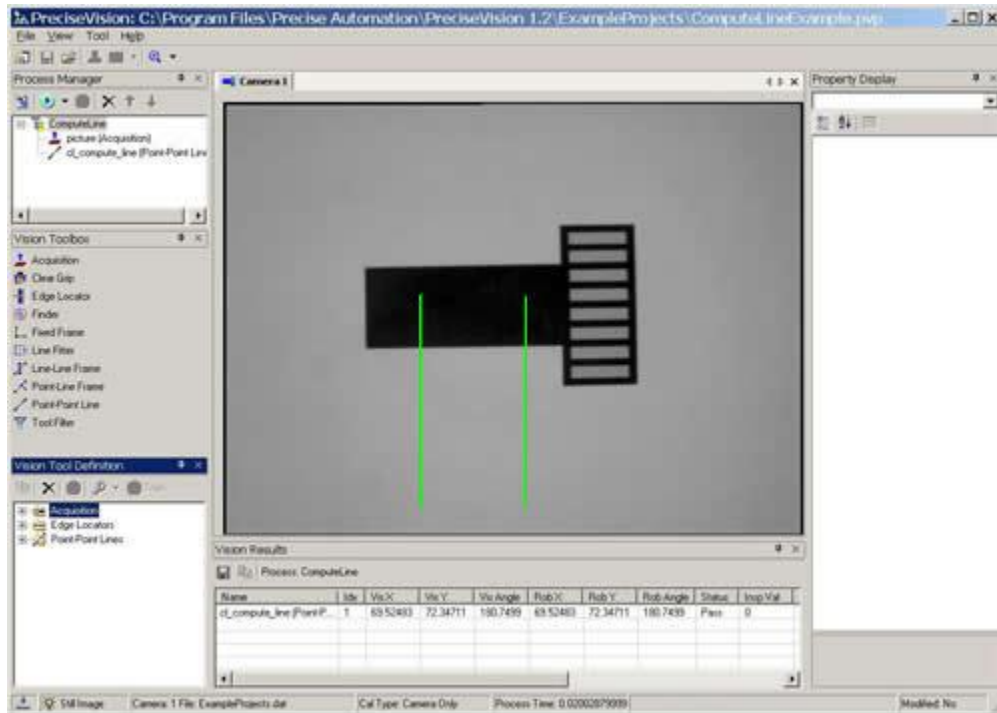 PreciseVision: C:\Program Files\Precise Automation\PreciseVision 1.2\ExampleProjects\ComputeLineExample.pvp
File View Tool Help
Process Manager
ComputeLine
picture (Acquisition)
cl_compute_line (Point-Point Line
Camera 1
Property Display
Vision Toolbox
Acquisition
Clear Grip
Edge Locator
Finder
Fixed Frame
Line Fitter
Line-Line Frame
Point-Line Frame
Point-Point Line
Tool Filter
Vision Tool Definition
Acquisition
Edge Locators
Point-Point Lines
Vision Results
Process: ComputeLine
Name Idx Vis X Vis Y Vis Angle Rob X Rob Y Rob Angle Status Insp Val
cl_compute_line (Point-P... 1 69.52483 72.34711 180.7499 69.52483 72.34711 180.7499 Pass 0
Still Image Camera: 1 File: ExampleProjects.dat Cal Type: Camera Only Process Time: 0.02002879999 Modified: No